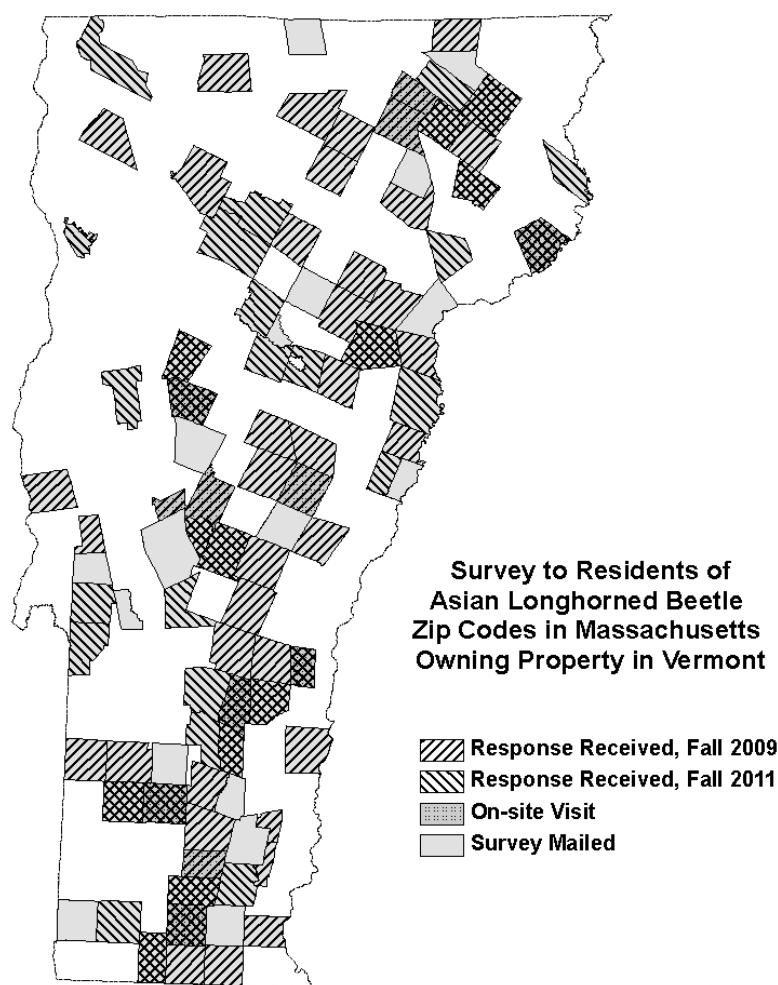 Survey to Residents of
Asian Longhorned Beetle
Zip Codes in Massachusetts
Owning Property in Vermont
Response Received, Fall 2009
Response Received, Fall 2011
On-site Visit
Survey Mailed